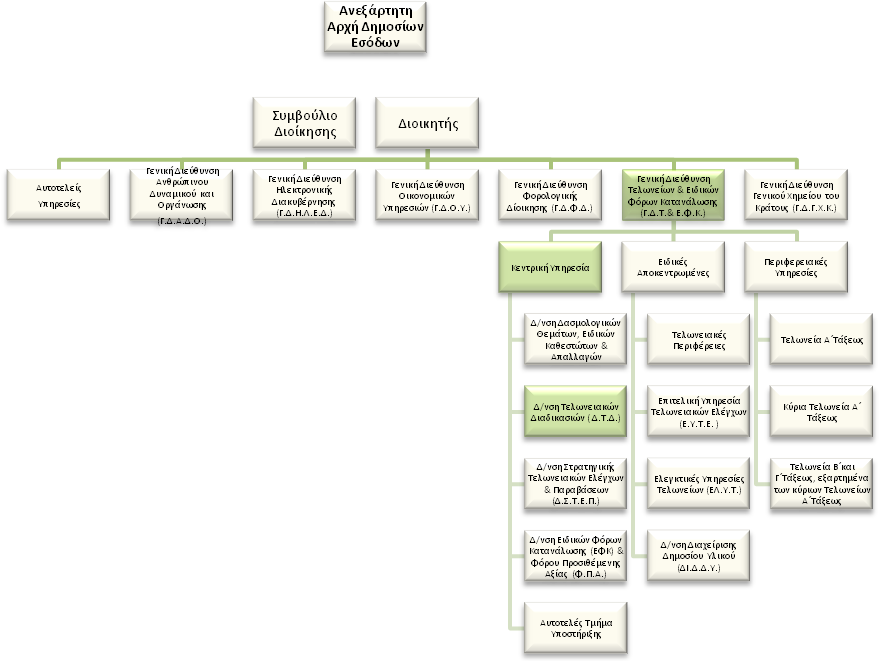 Ανεξάρτητη
Αρχή Δημοσίων
Εσόδων
Συμβούλιο
Διοίκησης
Διοικητής
Αυτοτελείς
Υπηρεσίες
Γενική Διεύθυνση
Ανθρώπινου
Δυναμικού και
Οργάνωσης
(Γ.Δ.Α.Δ.Ο.)
Γενική Διεύθυνση
Ηλεκτρονικής
Διακυβέρνησης
(Γ.Δ.ΗΛ.Ε.Δ.)
Γενική Διεύθυνση
Οικονομικών
Υπηρεσιών (Γ.Δ.Ο.Υ.)
Γενική Διεύθυνση
Φορολογικής
Διοίκησης (Γ.Δ.Φ.Δ.)
Γενική Διεύθυνση
Τελωνείων & Ειδικών
Φόρων Κατανάλωσης
(Γ.Δ.Τ.& Ε.Φ.Κ.)
Γενική Διεύθυνση
Γενικού Χημείου του
Κράτους (Γ.Δ.Γ.Χ.Κ.)
Κεντρική Υπηρεσία
Ειδικές
Αποκεντρωμένες
Περιφερειακές
Υπηρεσίες
Δ/νση Δασμολογικών
Θεμάτων, Ειδικών
Καθεστώτων &
Απαλλαγών
Τελωνειακές
Περιφέρειες
Τελωνεία Α΄Τάξεως
Δ/νση Τελωνειακών
Διαδικασιών (Δ.Τ.Δ.)
Επιτελική Υπηρεσία
Τελωνειακών Ελέγχων
(Ε.Υ.Τ.Ε. )
Κύρια Τελωνεία Α΄
Τάξεως
Δ/νση Στρατηγικής
Τελωνειακών Ελέγχων
& Παραβάσεων
(Δ.Σ.Τ.Ε.Π.)
Ελεγκτικές Υπηρεσίες
Τελωνείων (ΕΛ.Υ.Τ.)
Τελωνεία Β΄και
Γ΄Τάξεως, εξαρτημένα
των κύριων Τελωνείων
Α΄Τάξεως
Δ/νση Ειδικών Φόρων
Κατανάλωσης (ΕΦΚ) &
Φόρου Προσιθέμενης
Αξίας (Φ.Π.Α.)
Δ/νση Διαχείρισης
Δημοσίου Υλικού
(ΔΙ.Δ.Δ.Υ.)
Αυτοτελές Τμήμα
Υποστήριξης